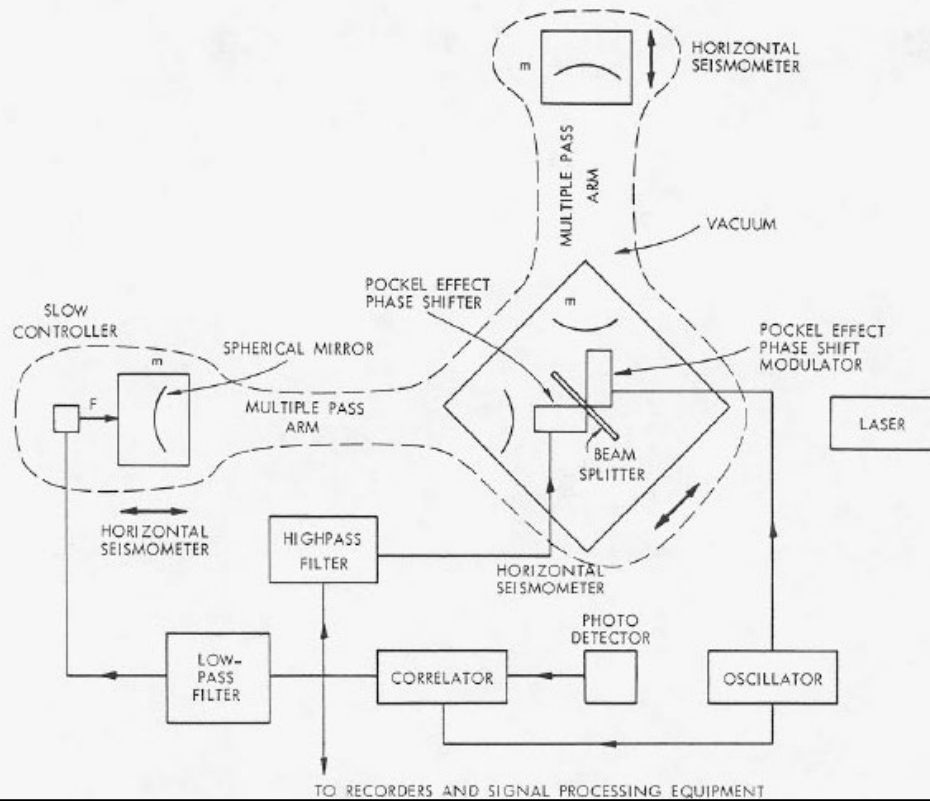 m
HORIZONTAL
SEISMOMETER
MULTIPLE PASS
ARM
VACUUM
POCKEL EFFECT
PHASE SHIFTER
m
SLOW
CONTROLLER
SPHERICAL MIRROR
POCKEL EFFECT
PHASE SHIFT
MODULATOR
m
F
MULTIPLE PASS
ARM
LASER
BEAM
SPLITTER
HORIZONTAL
SEISMOMETER
HIGHPASS
FILTER
HORIZONTAL
SEISMOMETER
PHOTO
DETECTOR
LOW-
PASS
FILTER
CORRELATOR
OSCILLATOR
TO RECORDERS AND SIGNAL PROCESSING EQUIPMENT